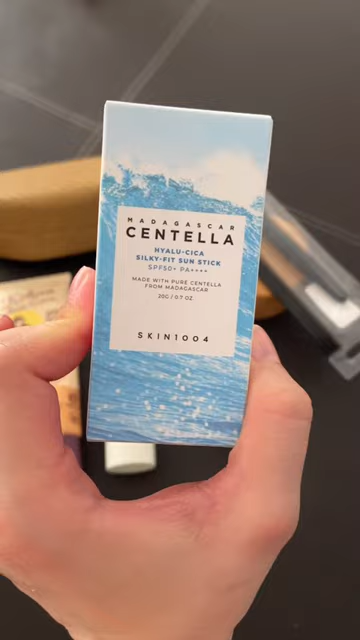 MADAGASCAR
CENTELLA
HYALU-CICA
SILKY-FIT SUN STICK
SPF50+ PA++++
MADE WITH PURE CENTELLA
FROM MADAGASCAR
20G / 0.7 OZ
SKIN1004